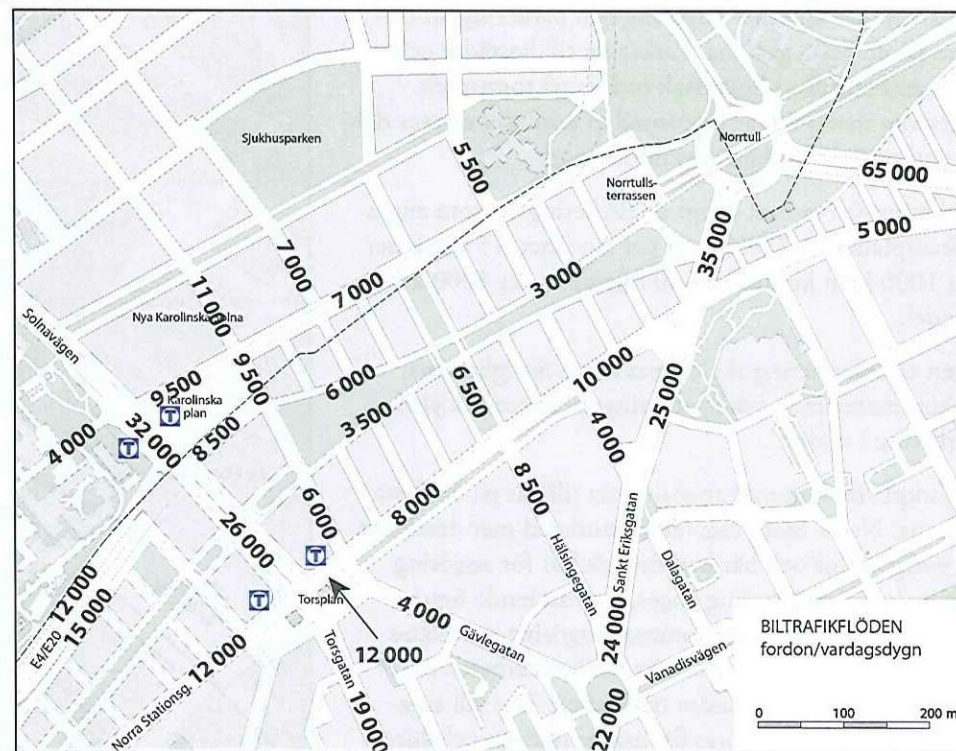 Sjukhusparken
Norrtull
5 500
65 000
Norrtulls-
terrassen
5 000
35 000
7 000
11 000
7 000
3 000
Solnavägen
Nya Karolinska Solna
9 500
9 500
Karolinska
plan
T
6 000
6 500
10 000
25 000
4 000
32 000
T
8 500
3 500
4 000
8 500
8 000
6 000
26 000
T
T
Torsplan
Hälsingegatan
Sankt Eriksgatan
Dalagatan
12 000
15 000
E4/E20
4 000
Gävlegatan
24 000
12 000
12 000
Norra Stationsg.
Torsgatan
19 000
Vanadisvägen
22 000
BILTRAFIKFLÖDEN
fordon/vardagsdygn
0 100 200 m